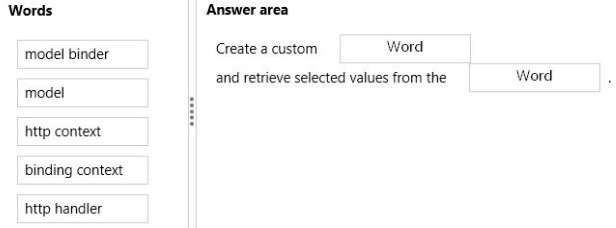 Words
model binder
model
http context
binding context
http handler
Answer area
Create a custom Word
and retrieve selected values from the Word .